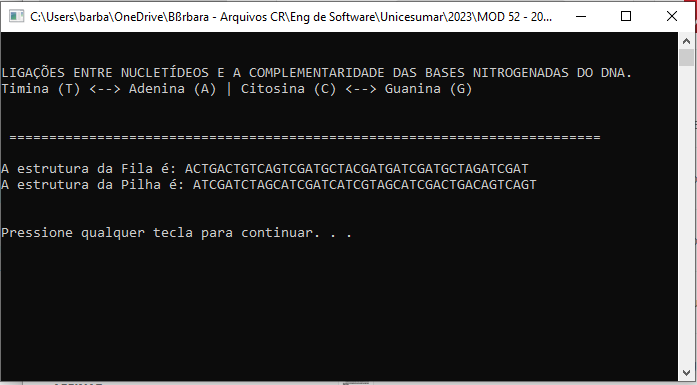 C:\Users\barba\OneDrive\Bßrbara - Arquivos CR\Eng de Software\Unicesumar\2023\MOD 52 - 20...
LIGAÇÕES ENTRE NUCLETÍDEOS E A COMPLEMENTARIDADE DAS BASES NITROGENADAS DO DNA.
Timina (T) <--> Adenina (A) | Citosina (C) <--> Guanina (G)
==========================================================================
A estrutura da Fila é: ACTGACTGTCAGTCGATGCTACGATGATCGATGCTAGATCGAT
A estrutura da Pilha é: ATCGATCTAGCATCGATCATCGTAGCATCGACTGACAGTCAGT
Pressione qualquer tecla para continuar. . .